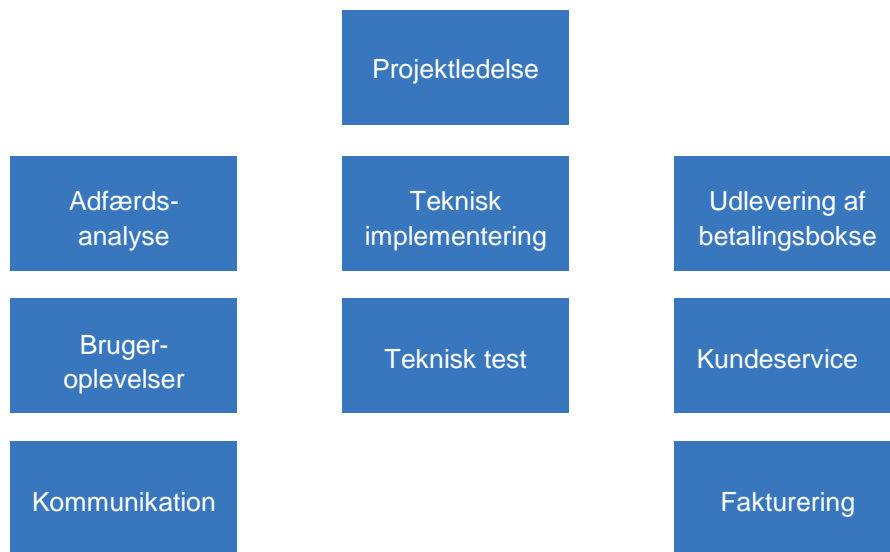 Projektledelse
Adfærds-
analyse
Teknisk
implementering
Udlevering af
betalingsbokse
Bruger-
oplevelser
Teknisk test
Kundeservice
Kommunikation
Fakturering